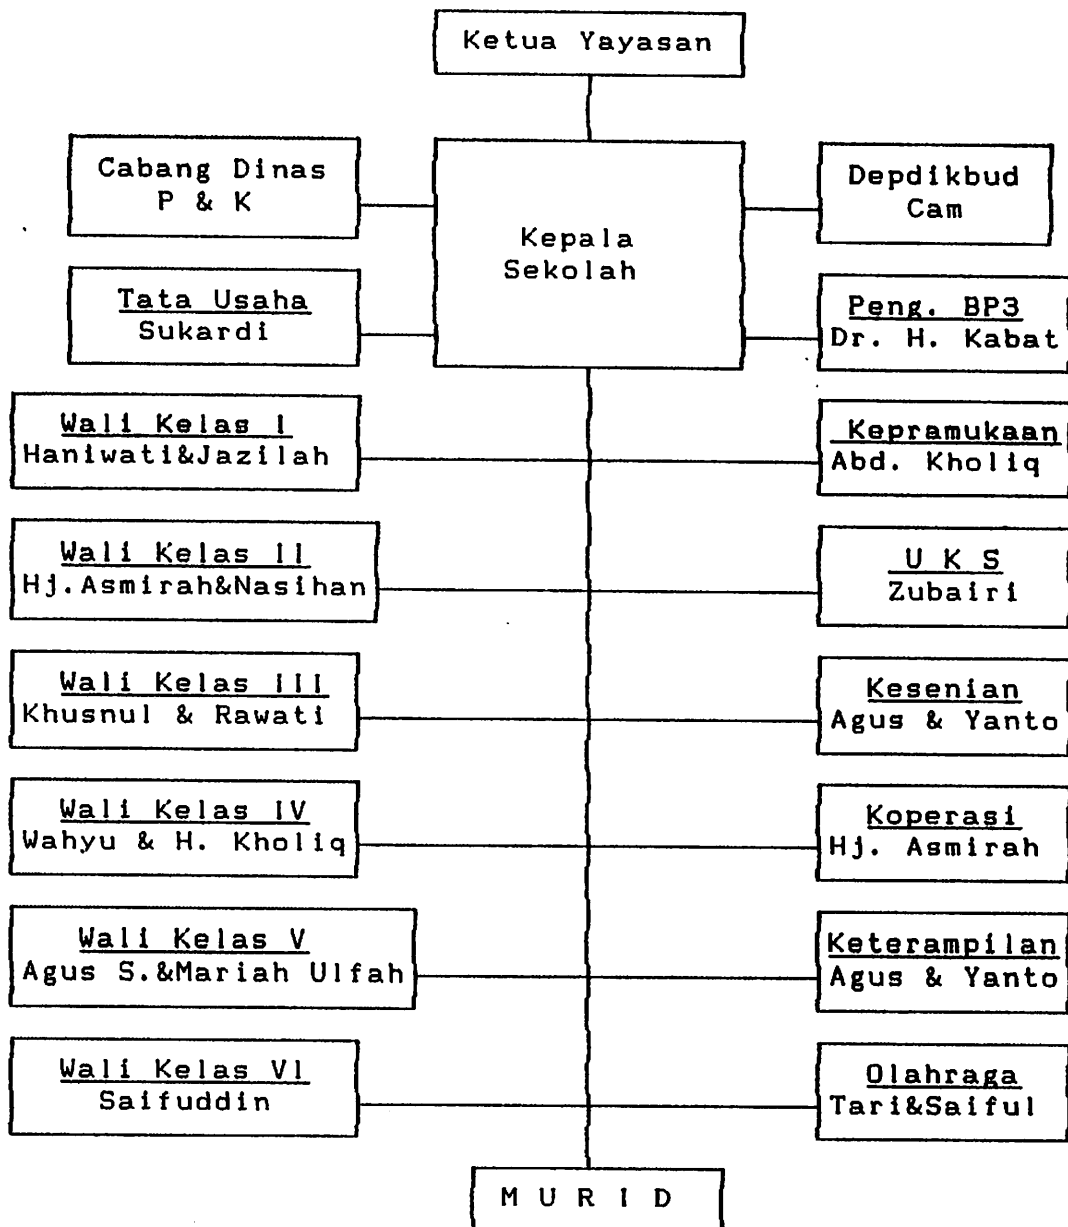 Ketua Yayasan
Cabang Dinas
P & K
Kepala
Sekolah
Depdikbud
Cam
Tata Usaha
Sukardi
Peng. BP3
Dr. H. Kabat
Wali Kelas I
Haniwati&Jazilah
Kepramukaan
Abd. Kholiq
Wali Kelas II
Hj.Asmirah&Nasihan
U K S
Zubairi
Wali Kelas III
Khusnul & Rawati
Kesenian
Agus & Yanto
Wali Kelas IV
Wahyu & H. Kholiq
Koperasi
Hj. Asmirah
Wali Kelas V
Agus S.&Mariah Ulfah
Keterampilan
Agus & Yanto
Wali Kelas VI
Saifuddin
Olahraga
Tari&Saiful
M U R I D